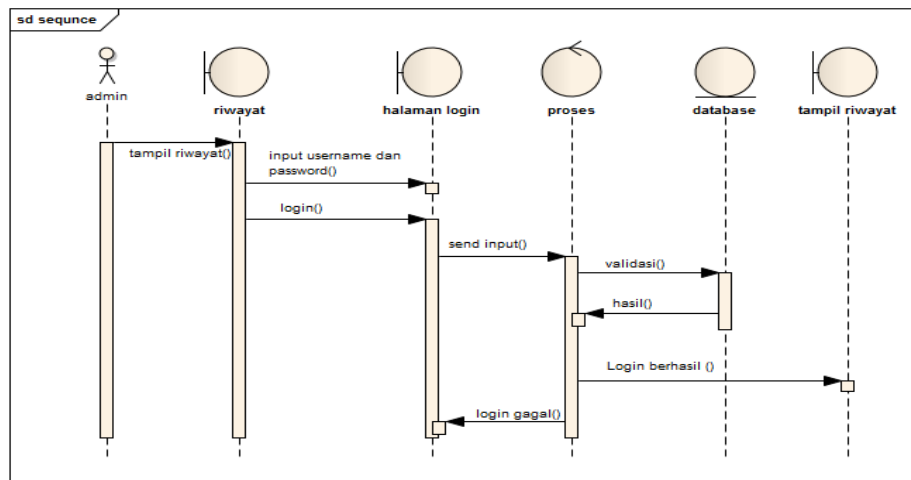 sd sequnce
admin
riwayat
halaman login
proses
database
tampil riwayat
tampil riwayat()
input username dan
password()
login()
send input()
validasi()
hasil()
Login berhasil ()
login gagal()